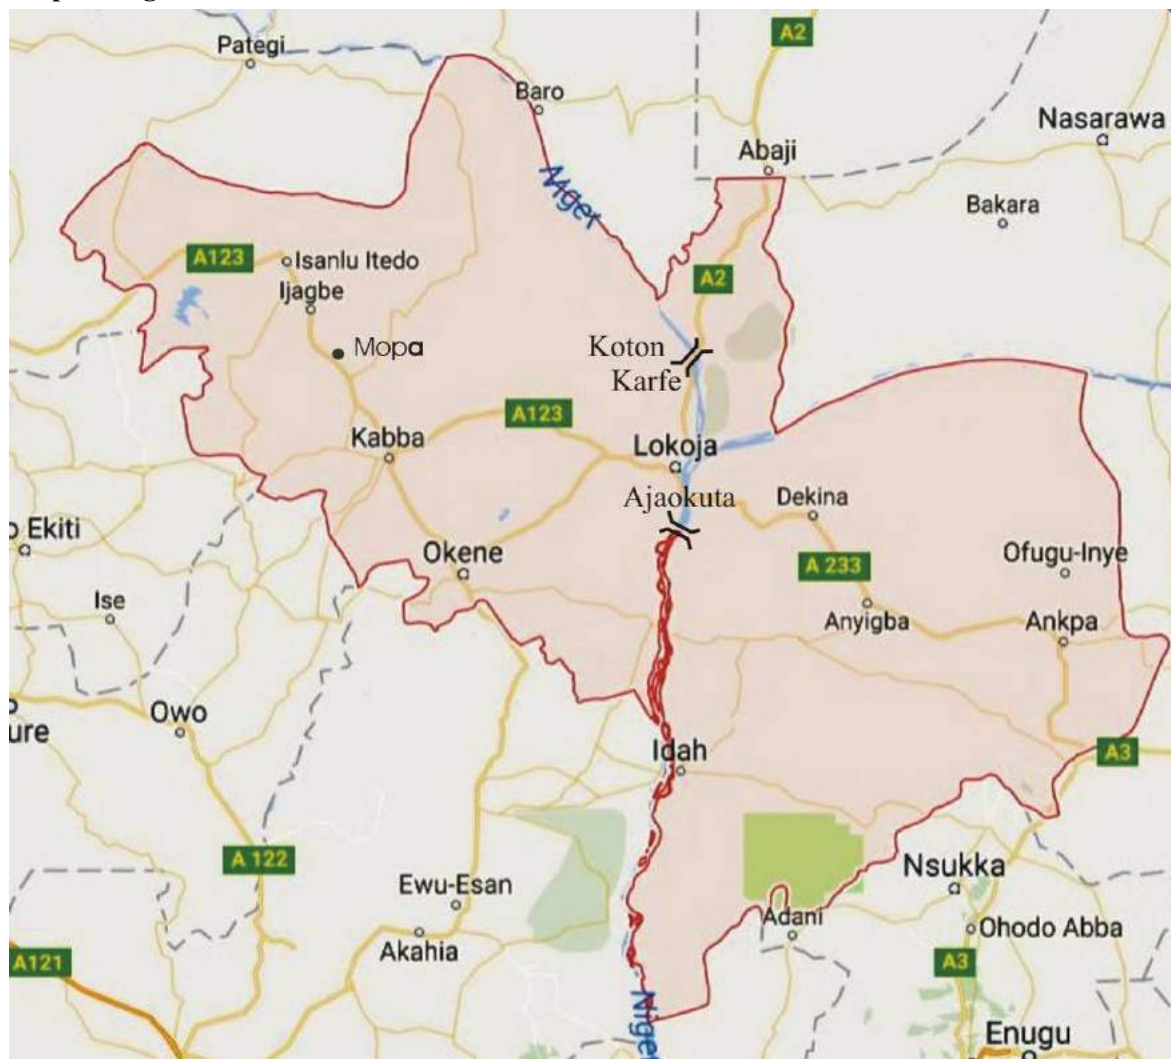 Pategi
A2
Baro
Nasarawa
Abaji
Niger
Bakara
A123
Isanlu Itedo
A2
Ijagbe
Mopa
Koton
Karfe
A123
Kabba
Lokoja
Ajaokuta
Dekina
Ekiti
Okene
A 233
Ofugu-Inye
Ise
Anyigba
Ankpa
Owo
ure
Idah
A3
A 122
Nsukka
Ewu-Esan
Adani
Ohodo Abba
Akahia
A121
A3
Niger
Enugu